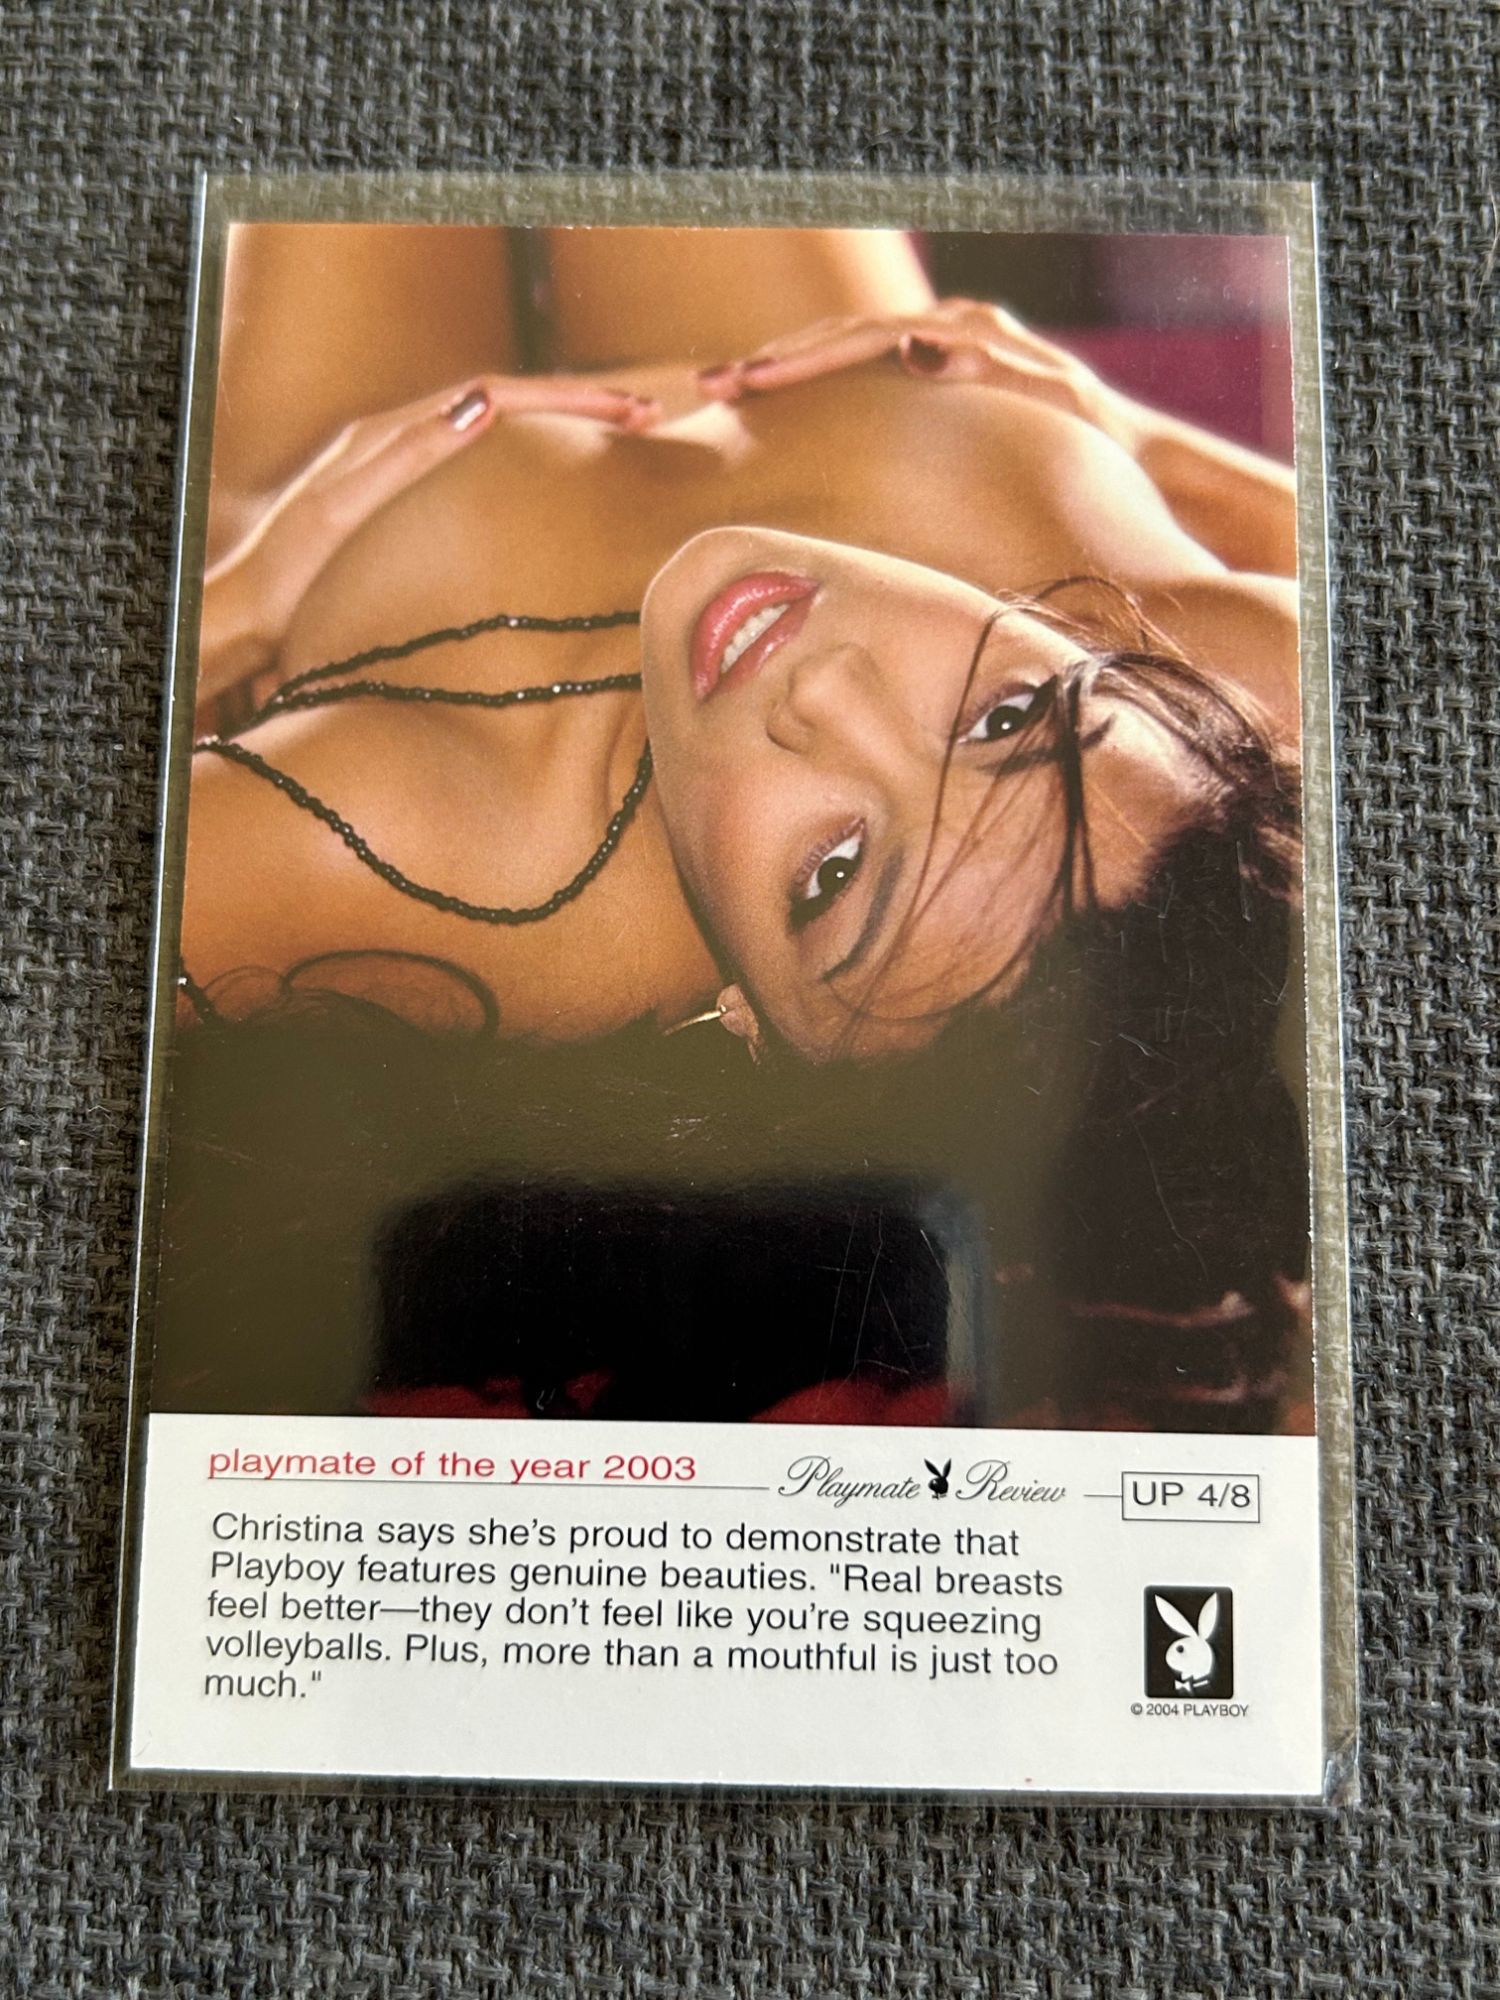 playmate of the year 2003
Playmate Review
UP 4/8
Christina says she's proud to demonstrate that
Playboy features genuine beauties. "Real breasts
feel better—they don't feel like you're squeezing
volleyballs. Plus, more than a mouthful is just too
much."
© 2004 PLAYBOY